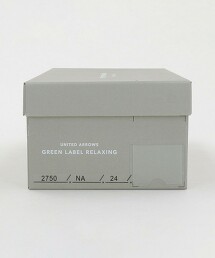 UNITED ARROWS
GREEN LABEL RELAXING
2750 / NA / 24 /